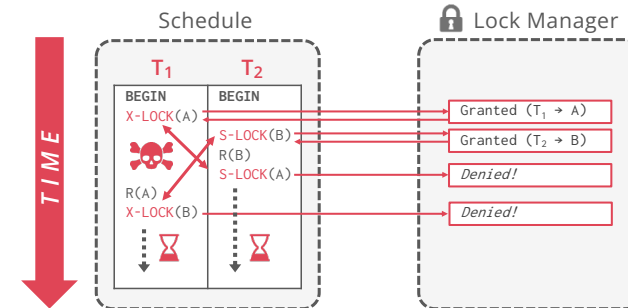 Schedule
Lock Manager
TIME
T₁
T₂
BEGIN
BEGIN
X-LOCK(A)
Granted (T₁ → A)
S-LOCK(B)
Granted (T₂ → B)
R(B)
S-LOCK(A)
Denied!
R(A)
X-LOCK(B)
Denied!